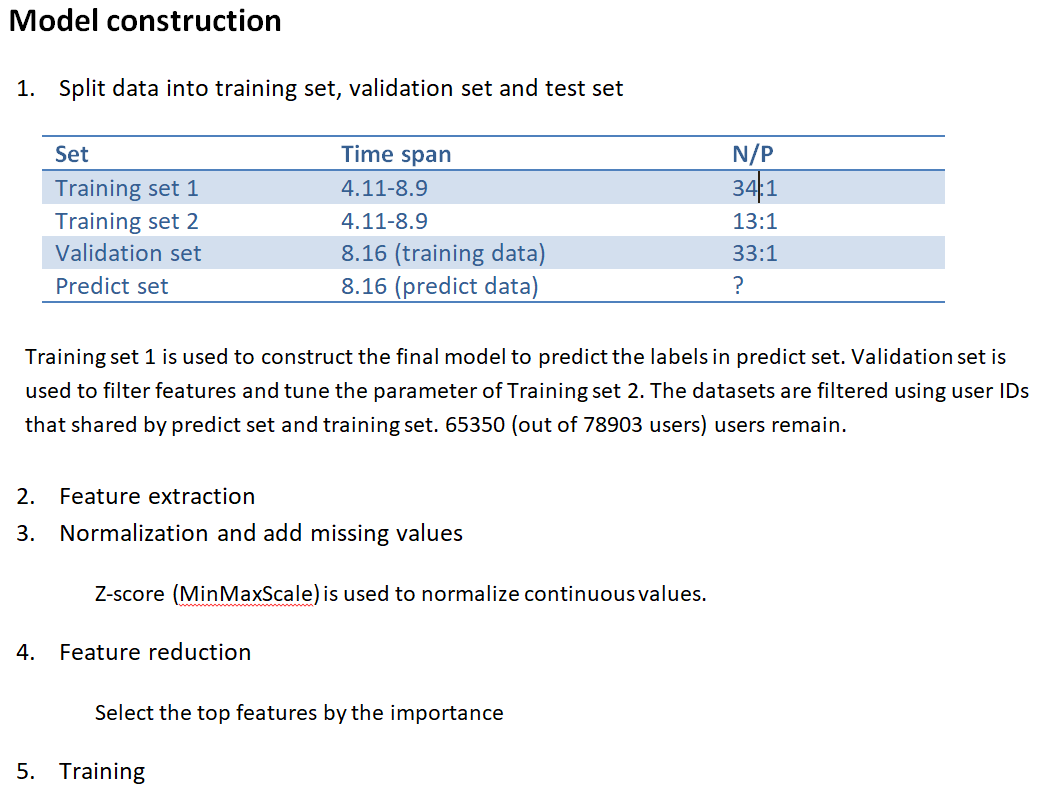 Model construction
1. Split data into training set, validation set and test set
Set Time span N/P
Training set 1 4.11-8.9 34:1
Training set 2 4.11-8.9 13:1
Validation set 8.16 (training data) 33:1
Predict set 8.16 (predict data) ?
Training set 1 is used to construct the final model to predict the labels in predict set. Validation set is
used to filter features and tune the parameter of Training set 2. The datasets are filtered using user IDs
that shared by predict set and training set. 65350 (out of 78903 users) users remain.
2. Feature extraction
3. Normalization and add missing values
Z-score (MinMaxScale) is used to normalize continuous values.
4. Feature reduction
Select the top features by the importance
5. Training